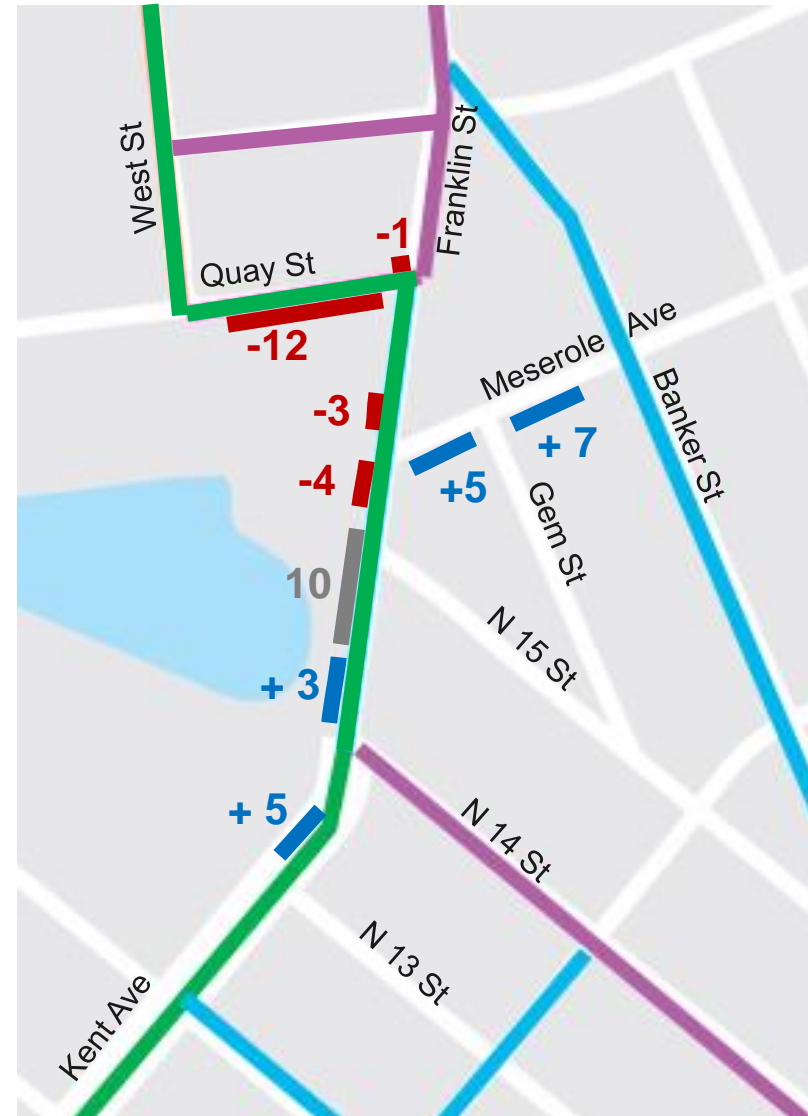 West St
Franklin St
-1
Quay St
-12
Meserole Ave
-3
Banker St
+ 7
-4
+5
Gem St
10
N 15 St
+ 3
+ 5
N 14 St
N 13 St
Kent Ave